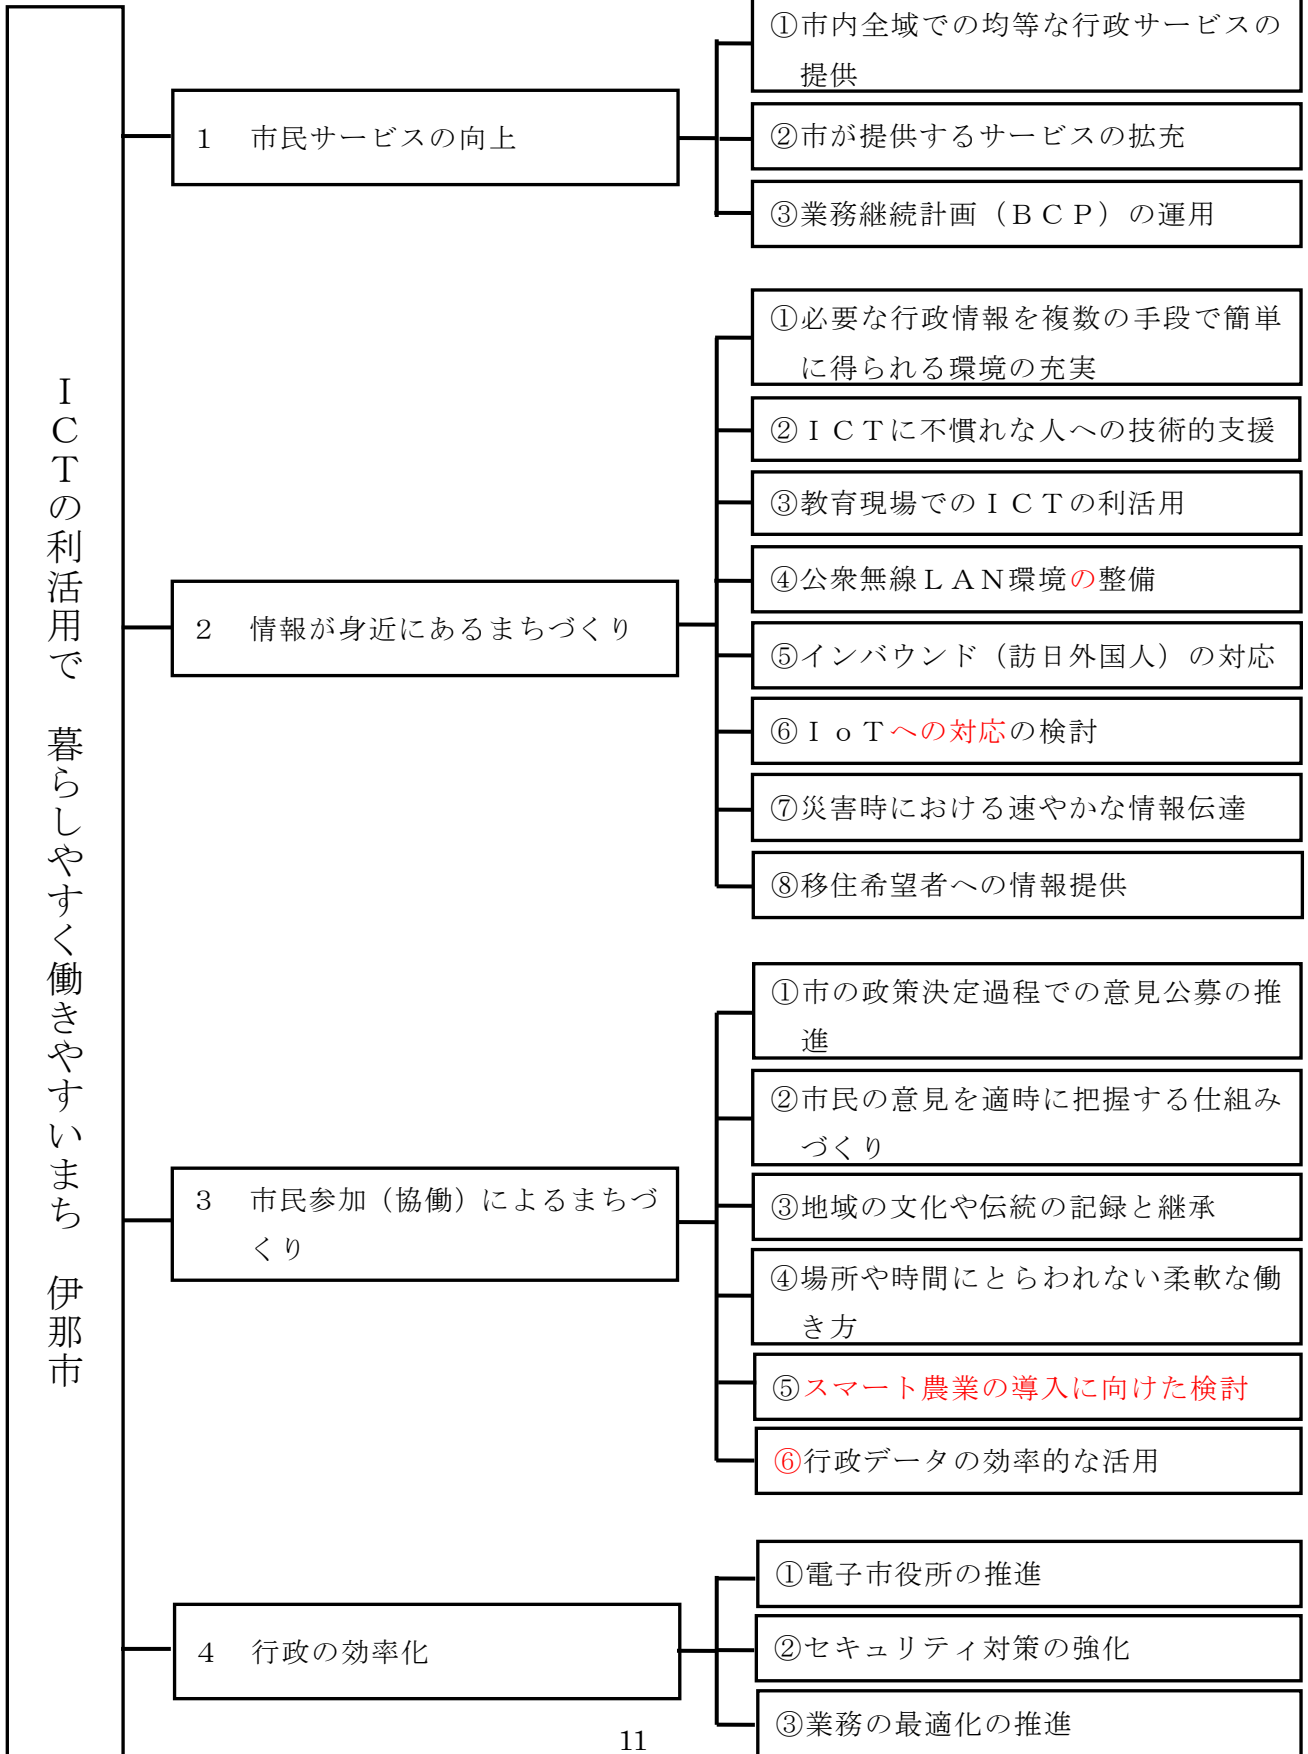 ＩＣＴの利活用で　暮らしやすく働きやすいまち　伊那市
１　市民サービスの向上
①市内全域での均等な行政サービスの
提供
②市が提供するサービスの拡充
③業務継続計画（ＢＣＰ）の運用
２　情報が身近にあるまちづくり
①必要な行政情報を複数の手段で簡単
に得られる環境の充実
②ＩＣＴに不慣れな人への技術的支援
③教育現場でのＩＣＴの利活用
④公衆無線ＬＡＮ環境の整備
⑤インバウンド（訪日外国人）の対応
⑥ＩｏＴへの対応の検討
⑦災害時における速やかな情報伝達
⑧移住希望者への情報提供
３　市民参加（協働）によるまちづ
くり
①市の政策決定過程での意見公募の推
進
②市民の意見を適時に把握する仕組み
づくり
③地域の文化や伝統の記録と継承
④場所や時間にとらわれない柔軟な働
き方
⑤スマート農業の導入に向けた検討
⑥行政データの効率的な活用
４　行政の効率化
①電子市役所の推進
②セキュリティ対策の強化
③業務の最適化の推進
11